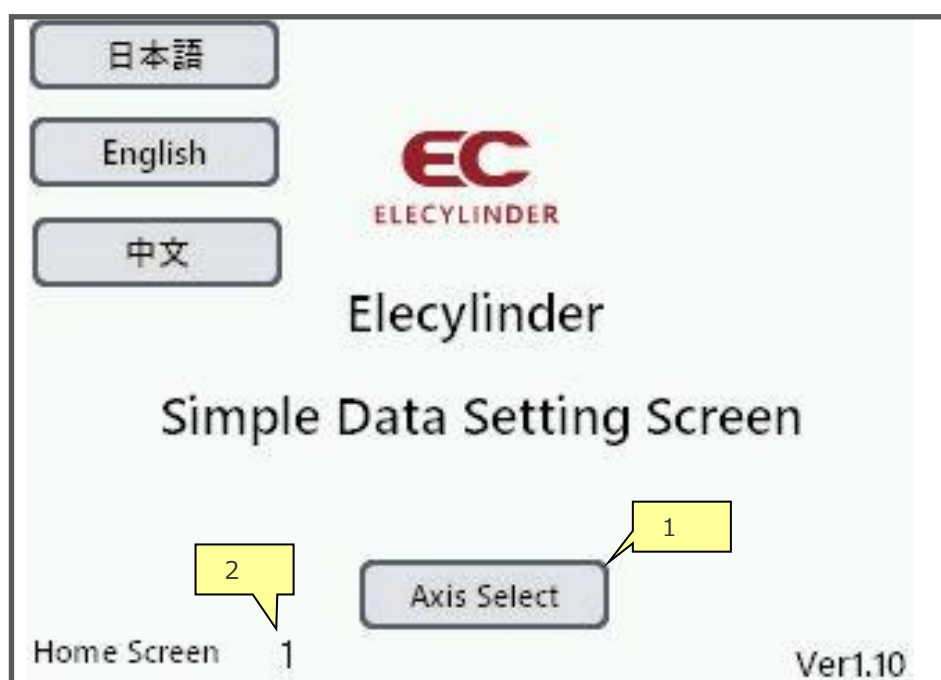 日本語
English
中文
EC
ELECYLINDER
Elecylinder
Simple Data Setting Screen
1
2
Axis Select
Home Screen 1
Ver1.10